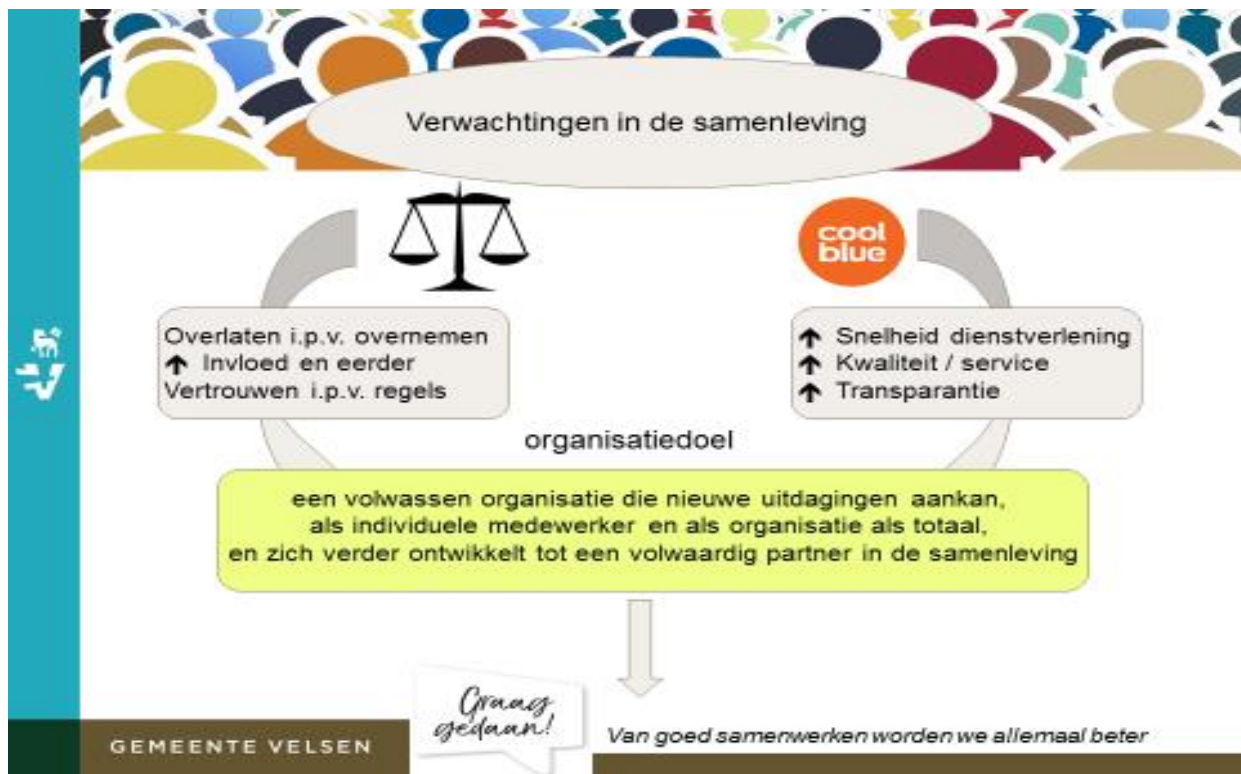 Verwachtingen in de samenleving
cool
blue
Overlaten i.p.v. overnemen
↑ Invloed en eerder
Vertrouwen i.p.v. regels
↑ Snelheid dienstverlening
↑ Kwaliteit / service
↑ Transparantie
organisatiedoel
een volwassen organisatie die nieuwe uitdagingen aankan,
als individuele medewerker en als organisatie als totaal,
en zich verder ontwikkelt tot een volwaardig partner in de samenleving
Graag
gedaan!
Van goed samenwerken worden we allemaal beter
GEMEENTE VELSEN